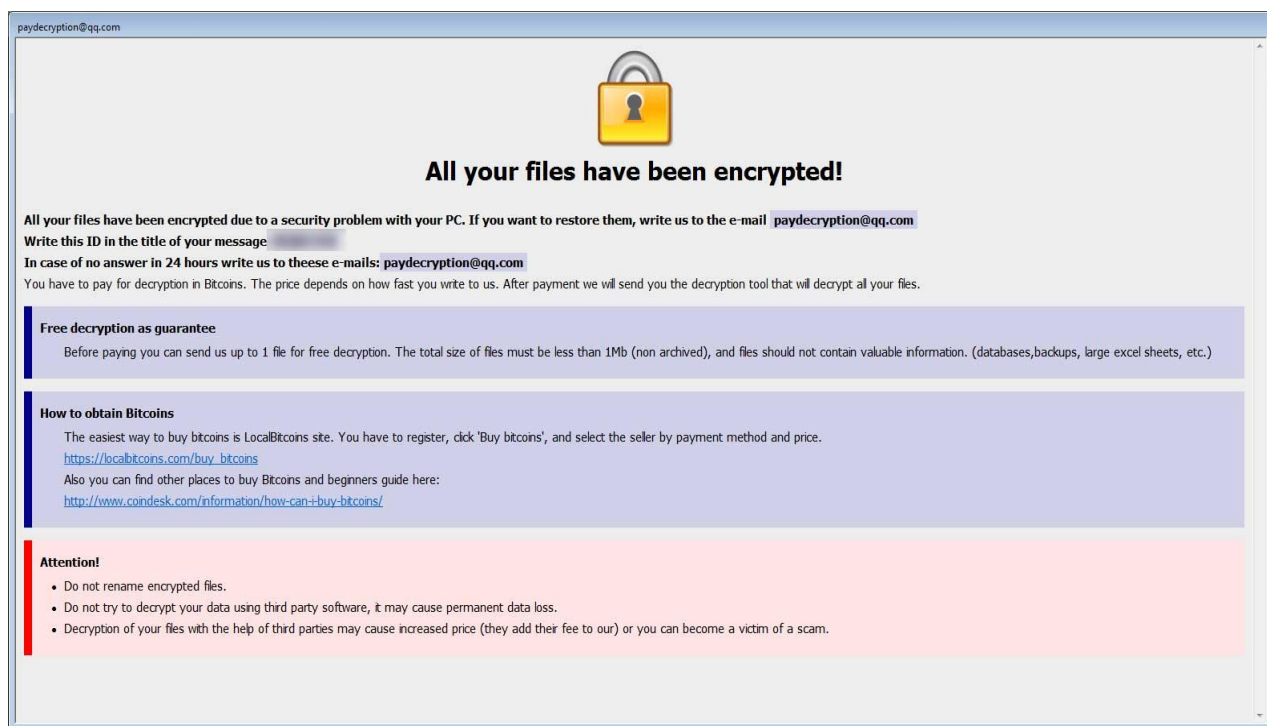 paydecryption@qq.com
All your files have been encrypted!
All your files have been encrypted due to a security problem with your PC. If you want to restore them, write us to the e-mail paydecryption@qq.com
Write this ID in the title of your message
In case of no answer in 24 hours write us to theese e-mails: paydecryption@qq.com
You have to pay for decryption in Bitcoins. The price depends on how fast you write to us. After payment we will send you the decryption tool that will decrypt all your files.
Free decryption as guarantee
Before paying you can send us up to 1 file for free decryption. The total size of files must be less than 1Mb (non archived), and files should not contain valuable information. (databases,backups, large excel sheets, etc.)
How to obtain Bitcoins
The easiest way to buy bitcoins is LocalBitcoins site. You have to register, click 'Buy bitcoins', and select the seller by payment method and price.
https://localbitcoins.com/buy_bitcoins
Also you can find other places to buy Bitcoins and beginners guide here:
http://www.coindesk.com/information/how-can-i-buy-bitcoins/
Attention!
• Do not rename encrypted files.
• Do not try to decrypt your data using third party software, it may cause permanent data loss.
• Decryption of your files with the help of third parties may cause increased price (they add their fee to our) or you can become a victim of a scam.